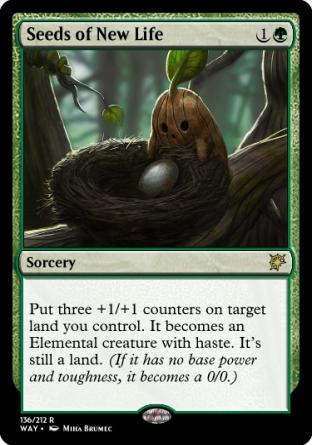 Seeds of New Life 1
Sorcery
Put three +1/+1 counters on target
land you control. It becomes an
Elemental creature with haste. It's
still a land. (If it has no base power
and toughness, it becomes a 0/0.)
136/212 R
WAY • Miha Brumec